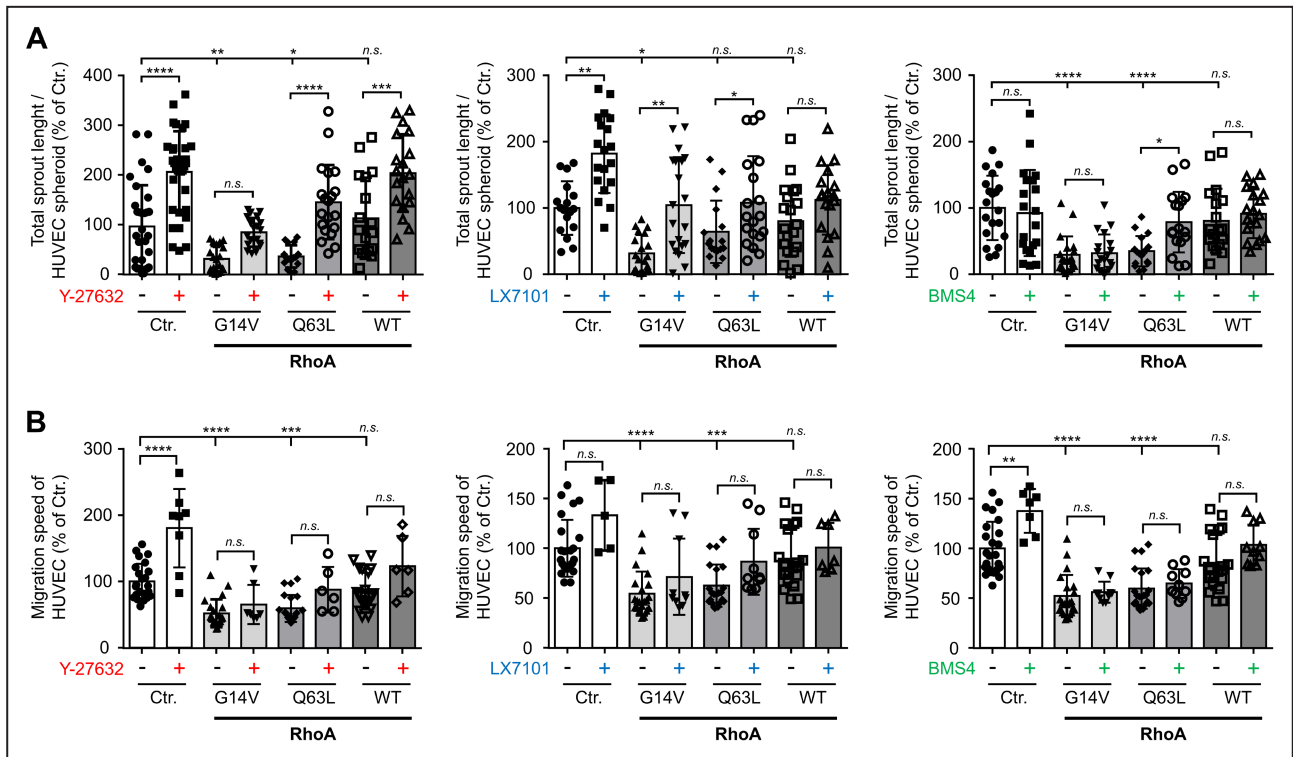 A
** * n.s.
**** **** ***
n.s.
400
300
200
100
0
Total sprout lenght /
HUVEC spheroid (% of Ctr.)
Y-27632 - + - + - + - +
Ctr. G14V Q63L WT
RhoA
* n.s. n.s.
** ** * n.s.
300
200
100
0
Total sprout lenght /
HUVEC spheroid (% of Ctr.)
LX7101 - + - + - + - +
Ctr. G14V Q63L WT
RhoA
**** **** n.s.
n.s. n.s. * n.s.
300
200
100
0
Total sprout lenght /
HUVEC spheroid (% of Ctr.)
BMS4 - + - + - + - +
Ctr. G14V Q63L WT
RhoA
B
**** *** n.s.
**** n.s. n.s. n.s.
300
200
100
0
Migration speed of
HUVEC (% of Ctr.)
Y-27632 - + - + - + - +
Ctr. G14V Q63L WT
RhoA
**** *** n.s.
n.s. n.s. n.s. n.s.
200
150
100
50
0
Migration speed of
HUVEC (% of Ctr.)
LX7101 - + - + - + - +
Ctr. G14V Q63L WT
RhoA
**** **** n.s.
** n.s. n.s. n.s.
200
150
100
50
0
Migration speed of
HUVEC (% of Ctr.)
BMS4 - + - + - + - +
Ctr. G14V Q63L WT
RhoA